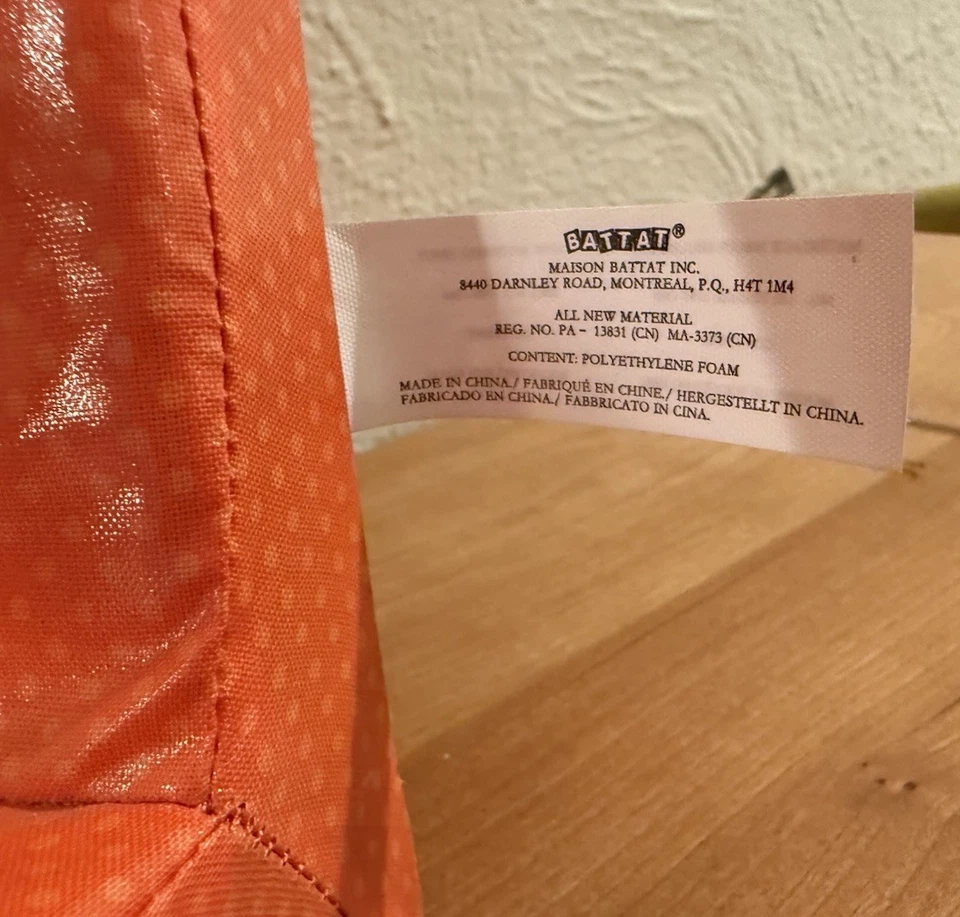 BATTAT®
MAISON BATTAT INC.
8440 DARNLEY ROAD, MONTREAL, P.Q., H4T 1M4
ALL NEW MATERIAL
REG. NO. PA - 13831 (CN) MA-3373 (CN)
CONTENT: POLYETHYLENE FOAM
MADE IN CHINA./ FABRIQUÉ EN CHINE./ HERGESTELLT IN CHINA.
FABRICADO EN CHINA./ FABBRICATO IN CINA.